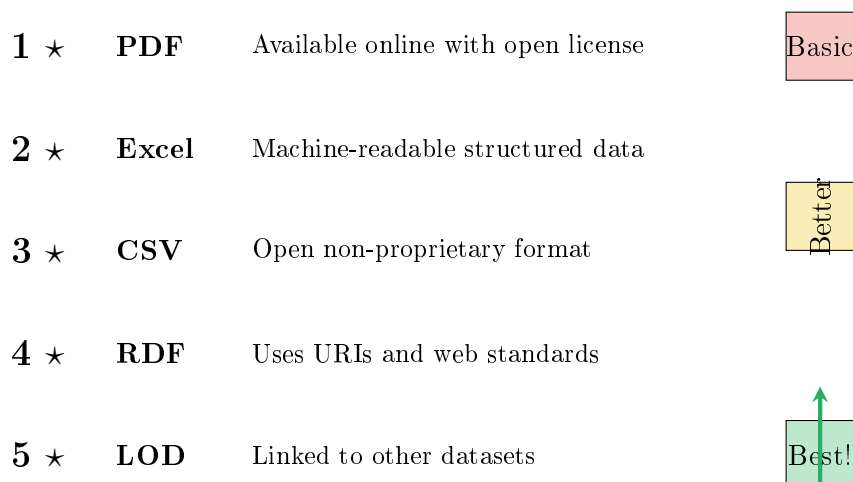 1 ⋆ PDF Available online with open license Basic
2 ⋆ Excel Machine-readable structured data
Better
3 ⋆ CSV Open non-proprietary format
4 ⋆ RDF Uses URIs and web standards
5 ⋆ LOD Linked to other datasets Best!